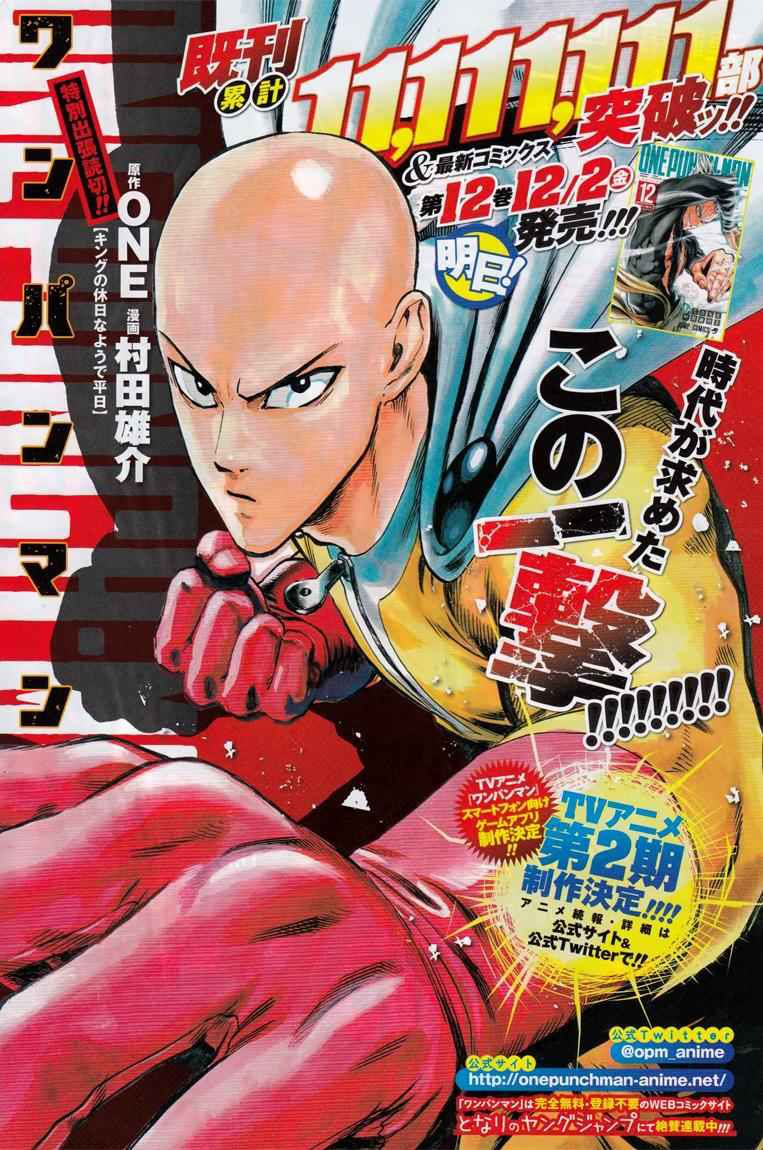 ワンパンマン
特別出張読切!!
原作 ONE 漫画 村田雄介
【キングの休日なようで平日】
既刊
累計
11,111,111部
突破ッ!!
&最新コミックス
第12巻12/2金
発売!!!
明日!
ONE PUNCH-MAN
12
時代が求めた
この一撃
!!!!!!!!!
TVアニメ
「ワンパンマン」
スマートフォン向け
ゲームアプリ
制作決定
!!
TVアニメ
第2期
制作決定!!!!
アニメ続報・詳細は
公式サイト&
公式Twitterで!!
公式Twitter
@opm_anime
公式サイト
http://onepunchman-anime.net/
「ワンパンマン」は完全無料・登録不要のWEBコミックサイト
となりのヤングジャンプにて絶賛連載中!!!